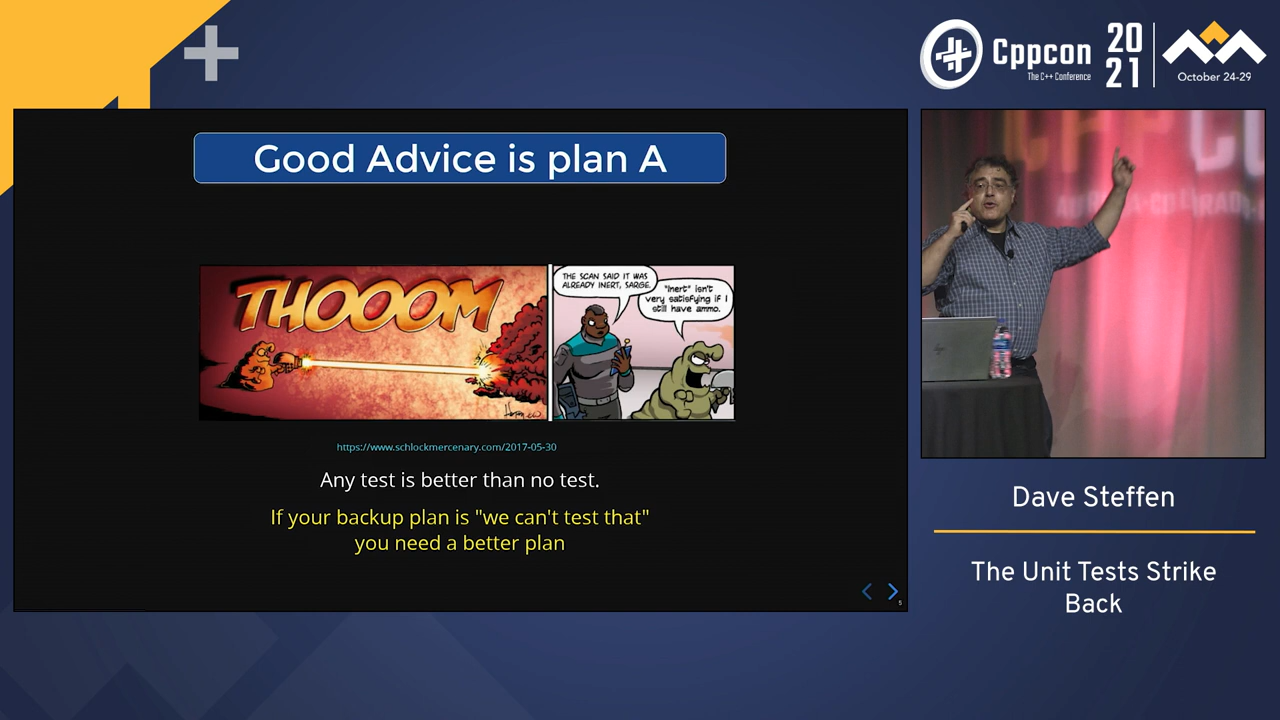 Cppcon
The C++ Conference
20
21
October 24-29
Good Advice is plan A
THOOOM
THE SCAN SAID IT WAS
ALREADY INERT, SARGE.
"Inert" isn't
very satisfying if I
still have ammo.
https://www.schlockmercenary.com/2017-05-30
Any test is better than no test.
If your backup plan is "we can't test that"
you need a better plan
5
Dave Steffen
The Unit Tests Strike
Back